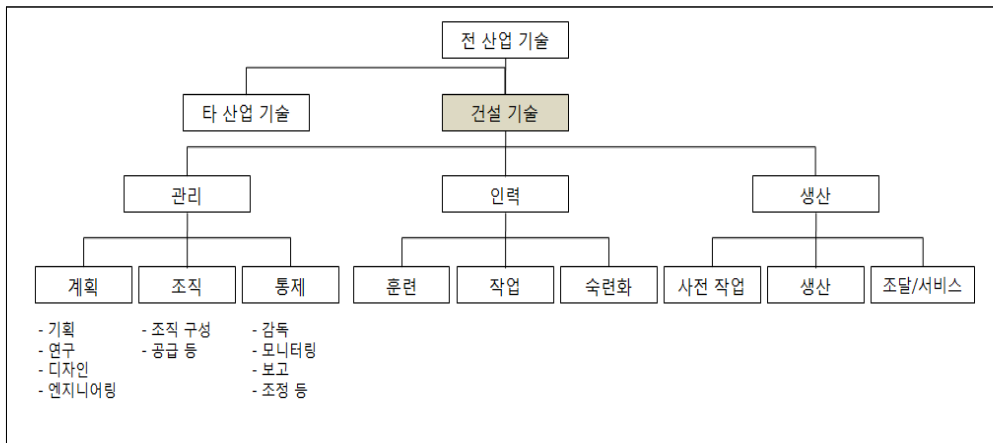 전 산업 기술
타 산업 기술
건설 기술
관리
인력
생산
계획
조직
통제
훈련
작업
숙련화
사전 작업
생산
조달/서비스
- 기획
- 연구
- 디자인
- 엔지니어링
- 조직 구성
- 공급 등
- 감독
- 모니터링
- 보고
- 조정 등